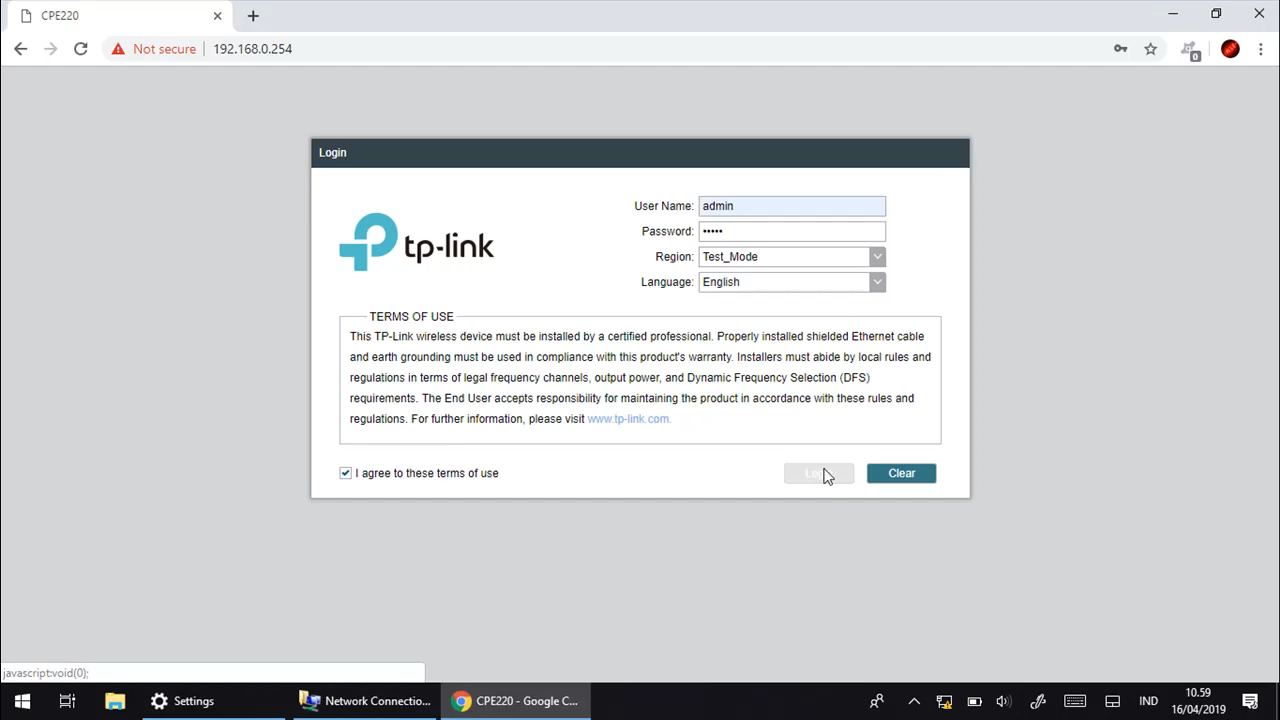 CPE220
Not secure
192.168.0.254
0
Login
tp-link
User Name:
admin
Password:
•••••
Region:
Test_Mode
Language:
English
TERMS OF USE
This TP-Link wireless device must be installed by a certified professional. Properly installed shielded Ethernet cable
and earth grounding must be used in compliance with this product's warranty. Installers must abide by local rules and
regulations in terms of legal frequency channels, output power, and Dynamic Frequency Selection (DFS)
requirements. The End User accepts responsibility for maintaining the product in accordance with these rules and
regulations. For further information, please visit www.tp-link.com.
I agree to these terms of use
Clear
javascript:void(0);
Settings
Network Connectio...
CPE220 - Google C...
IND
10.59
16/04/2019